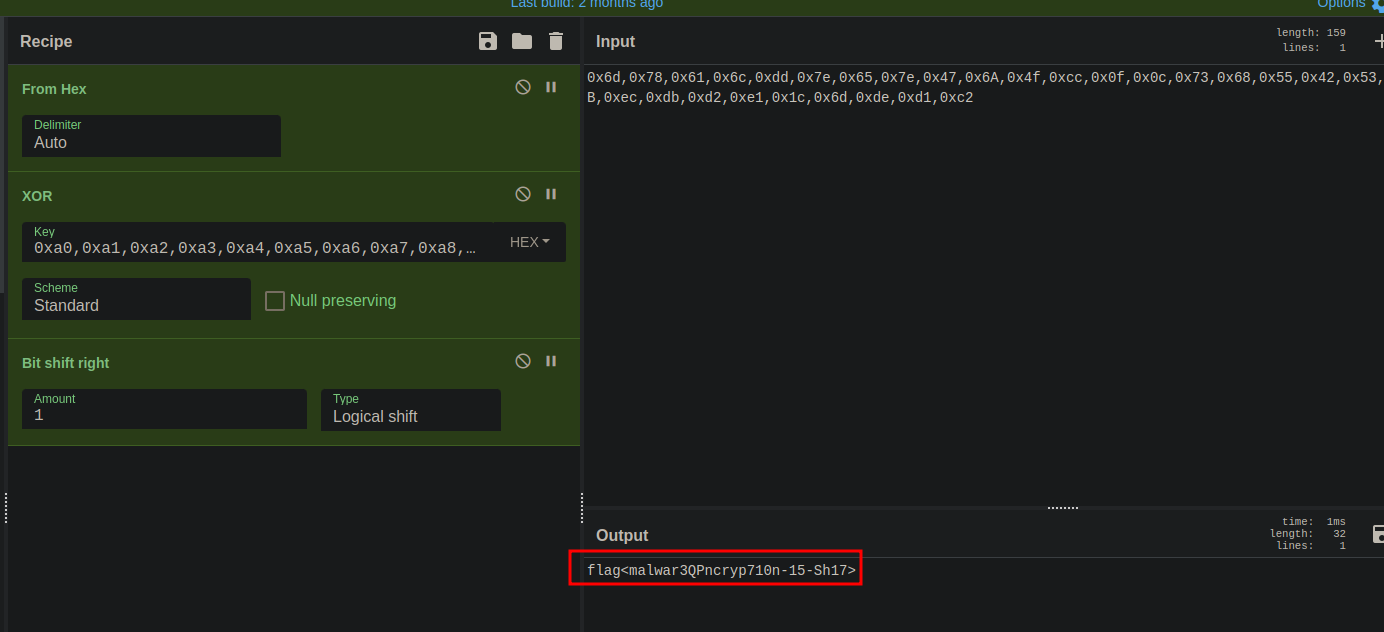 Last build: 2 months ago
Options
Recipe
From Hex
Delimiter
Auto
XOR
Key
0xa0,0xa1,0xa2,0xa3,0xa4,0xa5,0xa6,0xa7,0xa8,…
HEX
Scheme
Standard
Null preserving
Bit shift right
Amount
1
Type
Logical shift
Input
length: 159
lines: 1
0x6d,0x78,0x61,0x6c,0xdd,0x7e,0x65,0x7e,0x47,0x6A,0x4f,0xcc,0x0f,0x0c,0x73,0x68,0x55,0x42,0x53,
B,0xec,0xdb,0xd2,0xe1,0x1c,0x6d,0xde,0xd1,0xc2
Output
time: 1ms
length: 32
lines: 1
flag<malwar3QPncryp710n-15-Sh17>